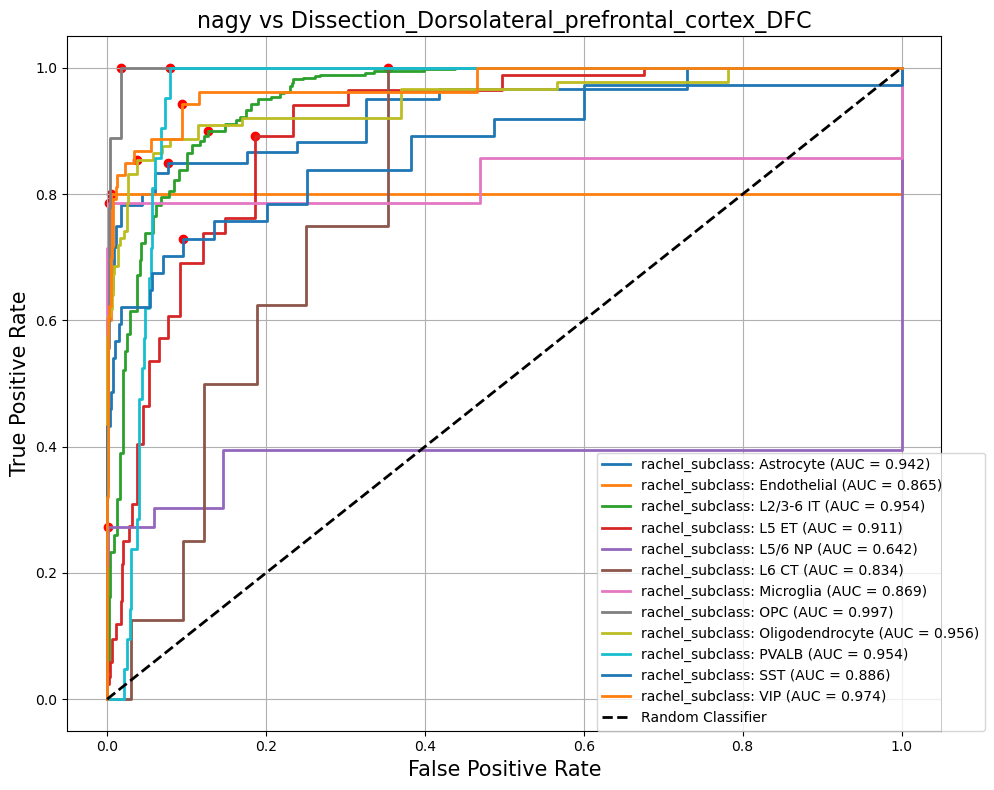 nagy vs Dissection_Dorsolateral_prefrontal_cortex_DFC
True Positive Rate
1.0
0.8
0.6
0.4
0.2
0.0
rachel_subclass: Astrocyte (AUC = 0.942)
rachel_subclass: Endothelial (AUC = 0.865)
rachel_subclass: L2/3-6 IT (AUC = 0.954)
rachel_subclass: L5 ET (AUC = 0.911)
rachel_subclass: L5/6 NP (AUC = 0.642)
rachel_subclass: L6 CT (AUC = 0.834)
rachel_subclass: Microglia (AUC = 0.869)
rachel_subclass: OPC (AUC = 0.997)
rachel_subclass: Oligodendrocyte (AUC = 0.956)
rachel_subclass: PVALB (AUC = 0.954)
rachel_subclass: SST (AUC = 0.886)
rachel_subclass: VIP (AUC = 0.974)
Random Classifier
0.0 0.2 0.4 0.6 0.8 1.0
False Positive Rate